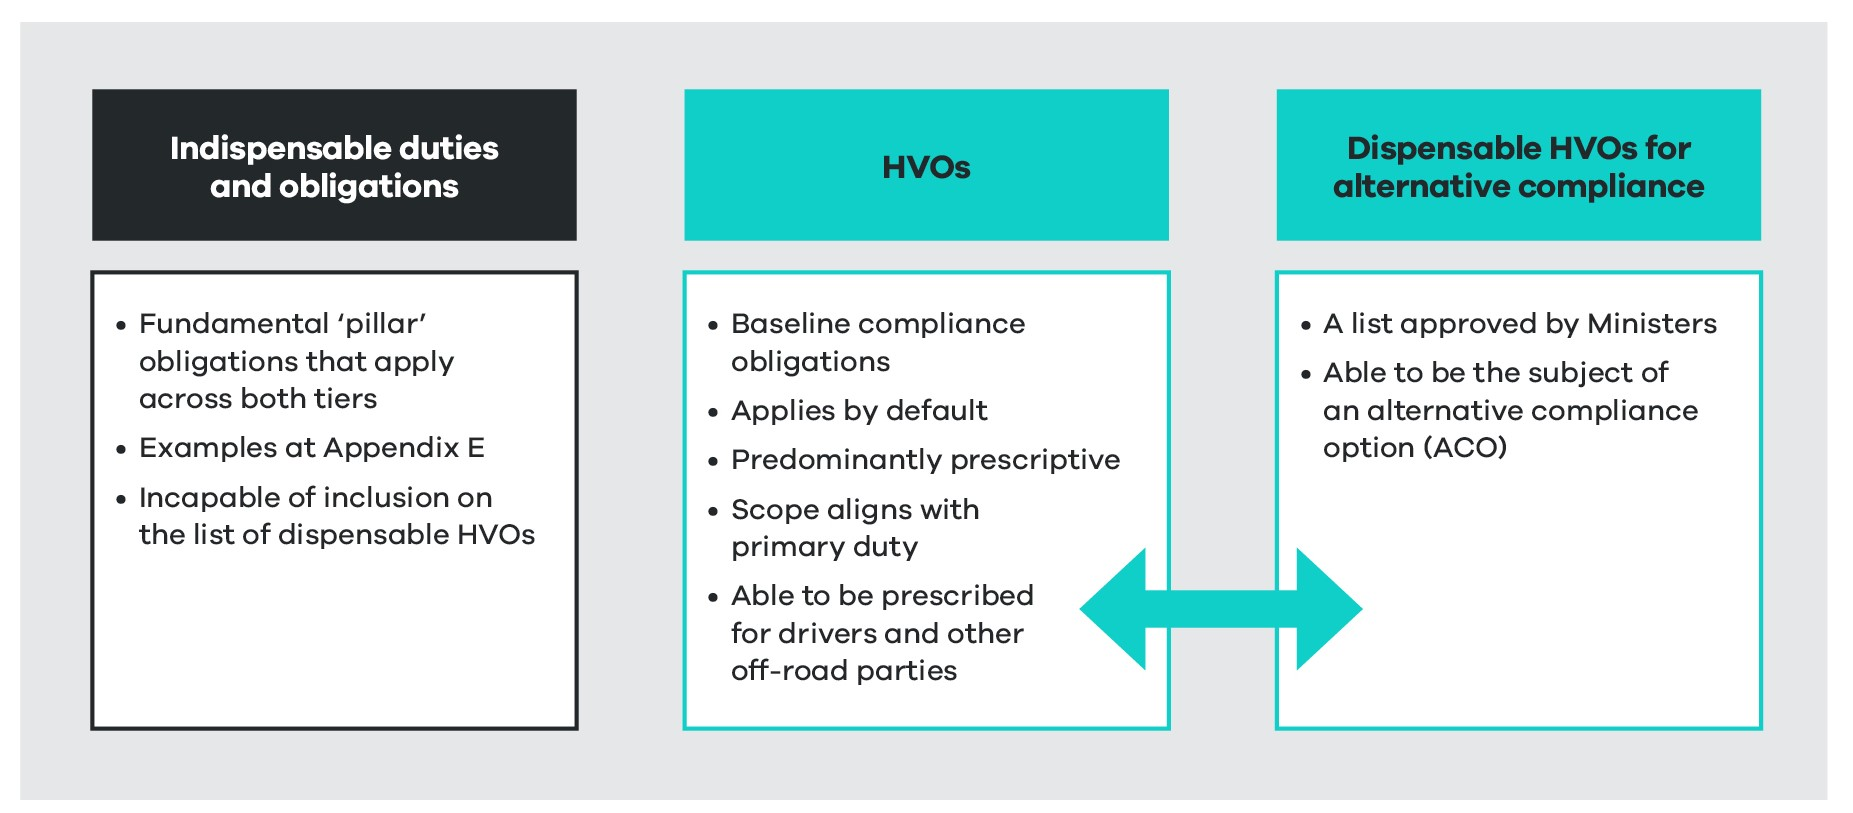 Indispensable duties
and obligations
• Fundamental ‘pillar’
obligations that apply
across both tiers
• Examples at Appendix E
• Incapable of inclusion on
the list of dispensable HVOs
HVOs
• Baseline compliance
obligations
• Applies by default
• Predominantly prescriptive
• Scope aligns with
primary duty
• Able to be prescribed
for drivers and other
off-road parties
Dispensable HVOs for
alternative compliance
• A list approved by Ministers
• Able to be the subject of
an alternative compliance
option (ACO)